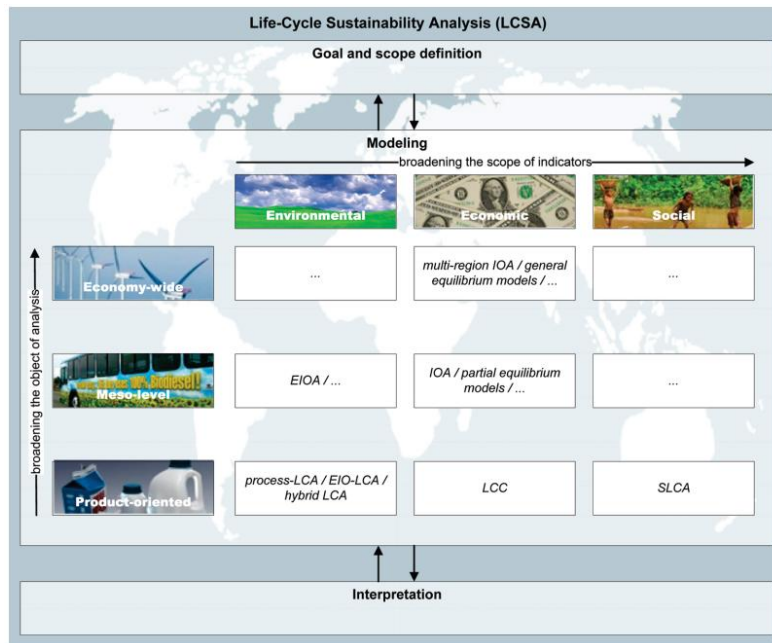 Life-Cycle Sustainability Analysis (LCSA)
Goal and scope definition
Modeling
broadening the scope of indicators
Environmental
Economic
Social
broadening the object of analysis
Economy-wide
...
multi-region IOA / general
equilibrium models / ...
...
100% Biodiesel!
Meso-level
EIOA / ...
IOA / partial equilibrium
models / ...
...
Product-oriented
process-LCA / EIO-LCA /
hybrid LCA
LCC
SLCA
Interpretation